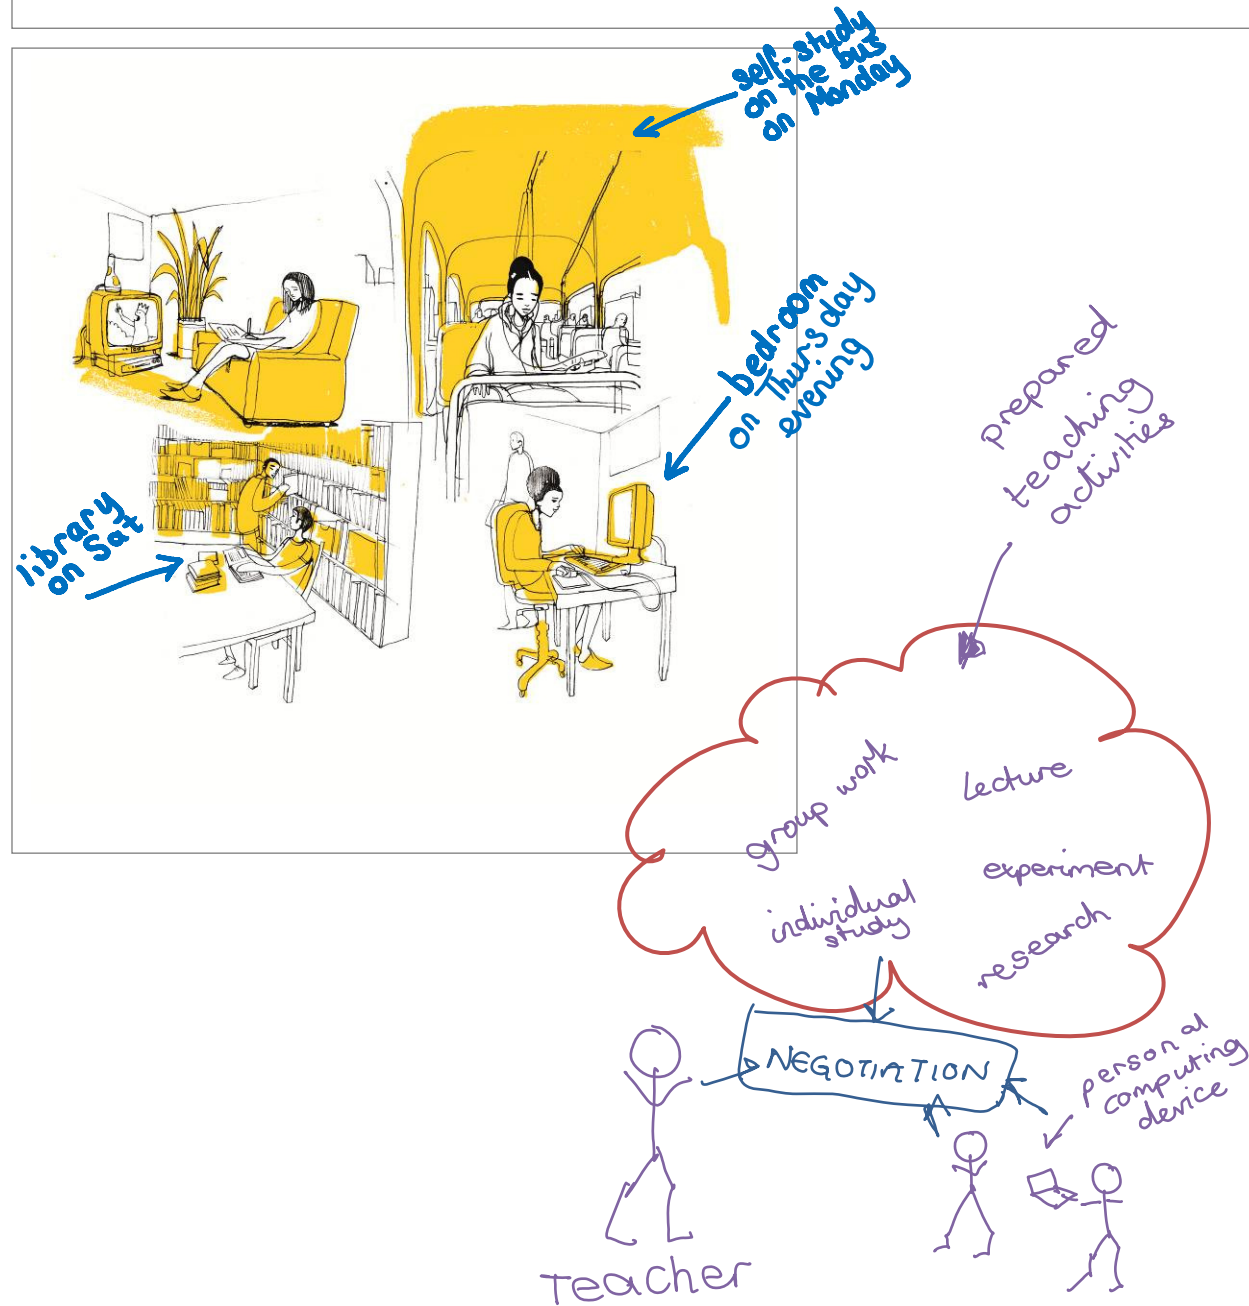 self-study
on the bus
on Monday
bedroom
on Thursday
evening
library
on Sat
prepared
teaching
activities
group work
Lecture
experiment
individual
study
research
NEGOTIATION
personal
computing
device
Teacher